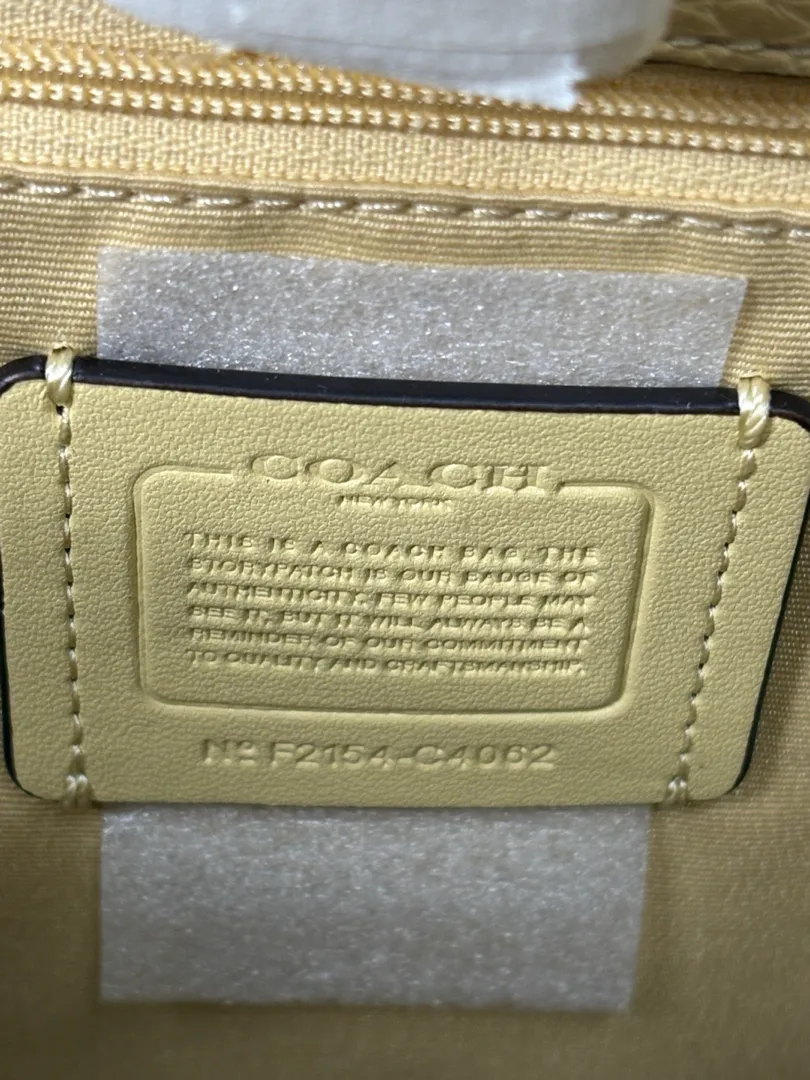 COACH
NEW YORK
THIS IS A COACH BAG. THE
STORYPATCH IS OUR BADGE OF
AUTHENTICITY. FEW PEOPLE MAY
SEE IT, BUT IT WILL ALWAYS BE A
REMINDER OF OUR COMMITMENT
TO QUALITY AND CRAFTSMANSHIP.
Nº F2154-C4062